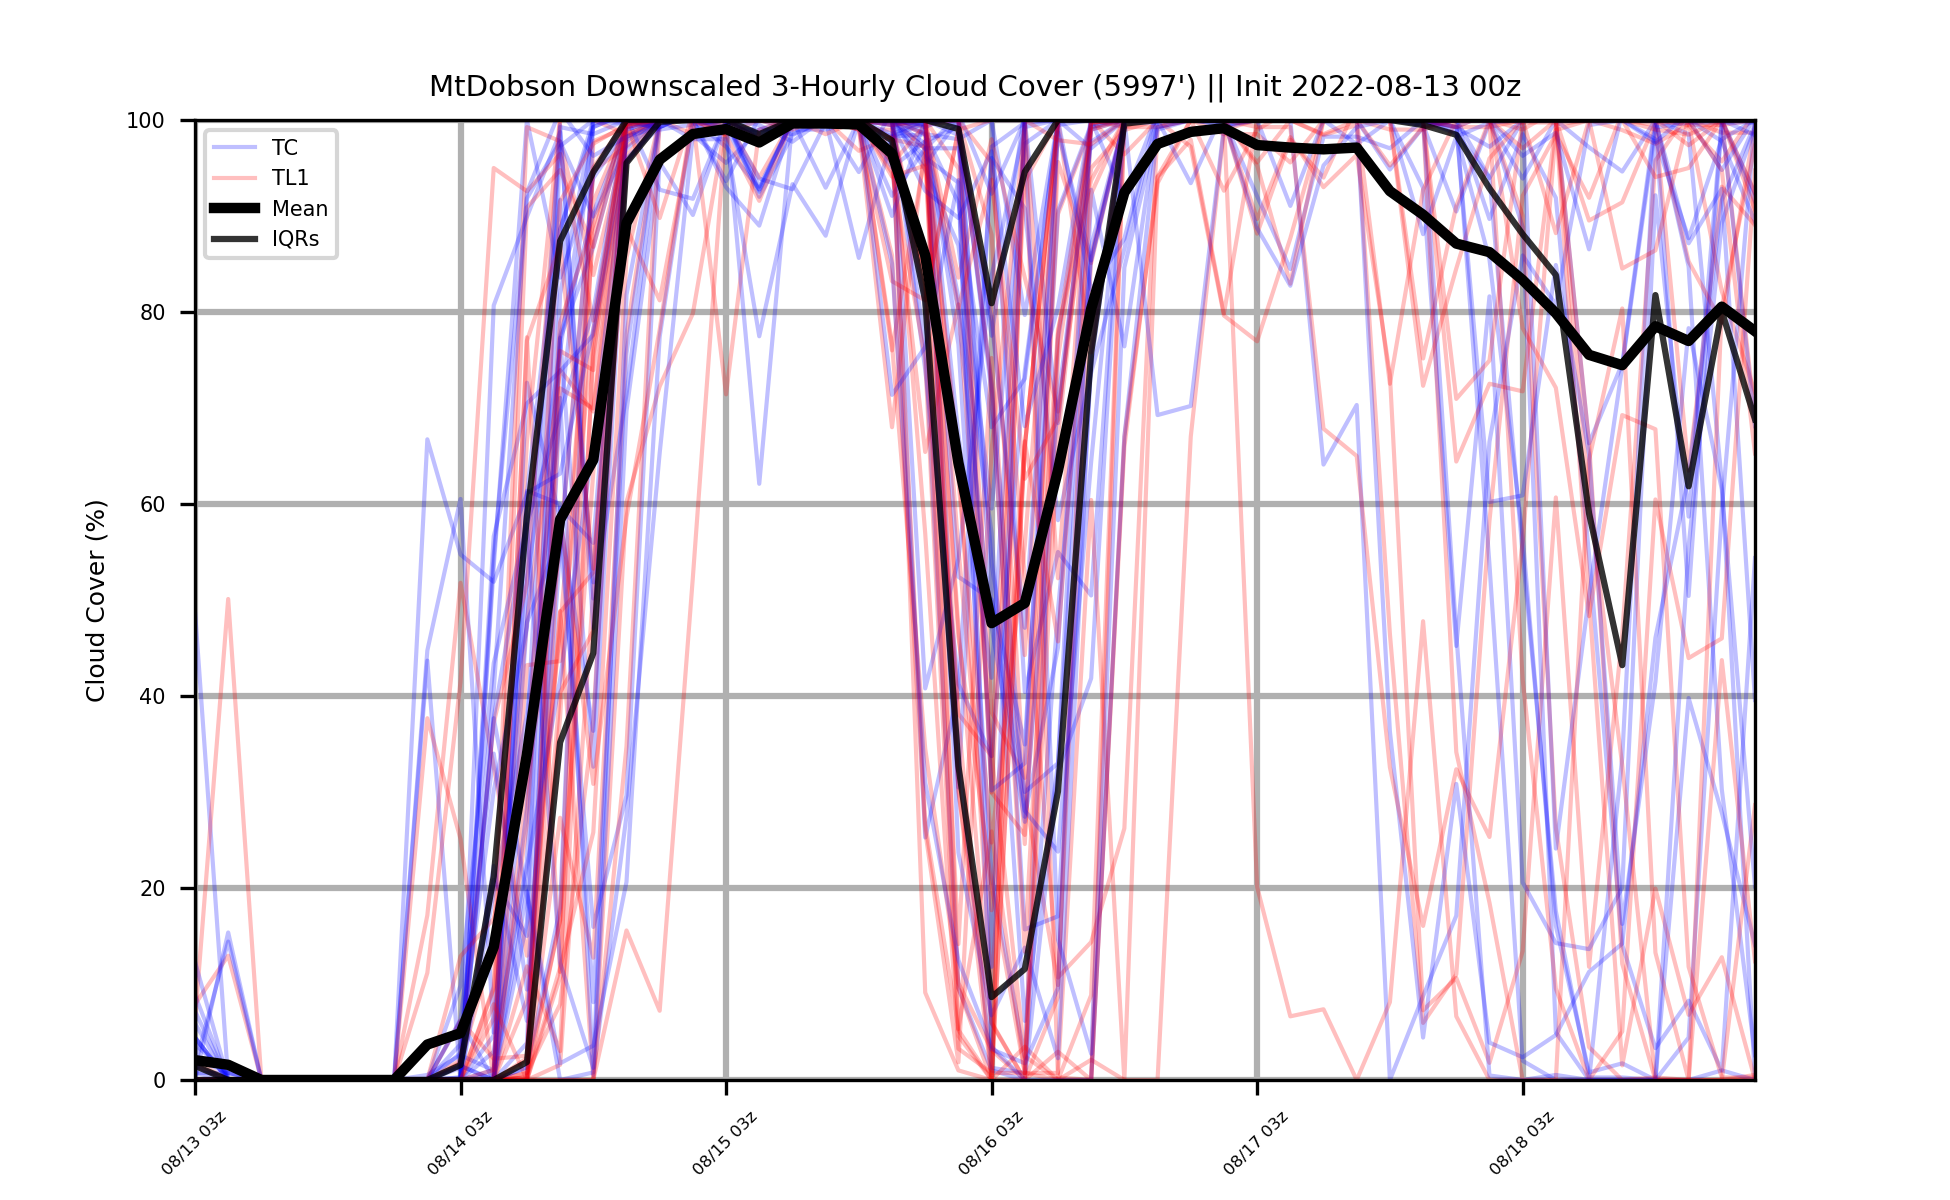 MtDobson Downscaled 3-Hourly Cloud Cover (5997') || Init 2022-08-13 00z
TC
TL1
Mean
IQRs
Cloud Cover (%)
100
80
60
40
20
0
08/13 03z
08/14 03z
08/15 03z
08/16 03z
08/17 03z
08/18 03z